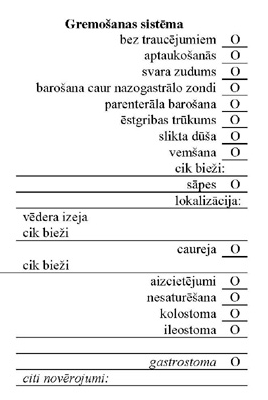 Gremošanas sistēma
bez traucējumiem O
aptaukošanās O
svara zudums O
barošana caur nazogastrālo zondi O
parenterāla barošana O
ēstgribas trūkums O
slikta dūša O
vemšana O
cik bieži:
sāpes O
lokalizācija:
vēdera izeja
cik bieži
caureja O
cik bieži
aizcietējumi O
nesaturēšana O
kolostoma O
ileostoma O
gastrostoma O
citi novērojumi: